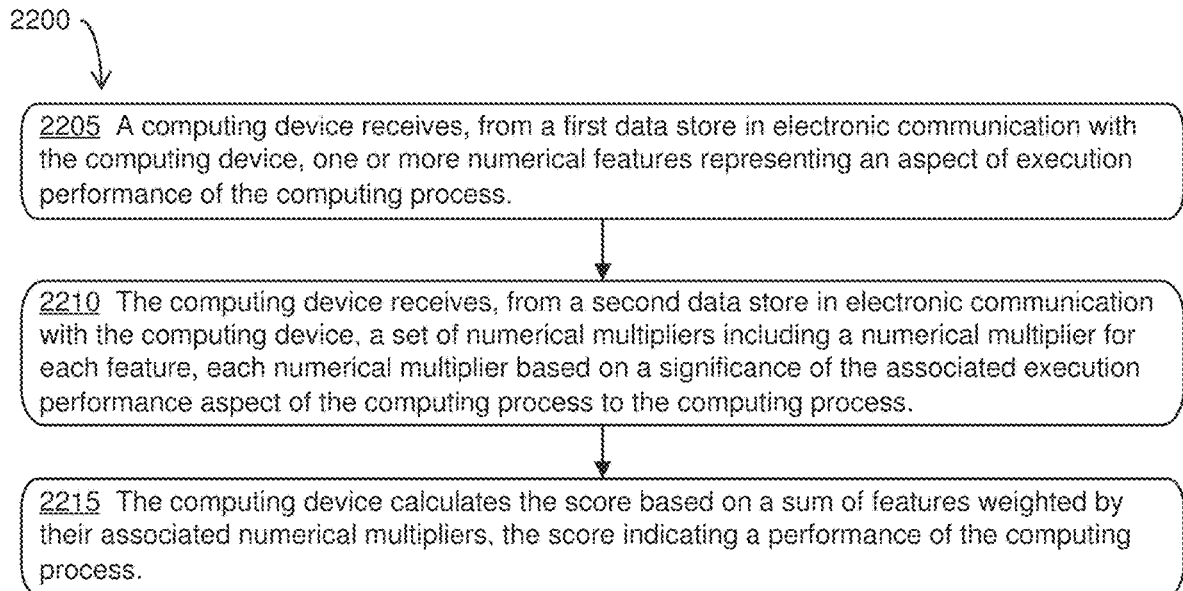 2200
2205 A computing device receives, from a first data store in electronic communication with
the computing device, one or more numerical features representing an aspect of execution
performance of the computing process.
2210 The computing device receives, from a second data store in electronic communication
with the computing device, a set of numerical multipliers including a numerical multiplier for
each feature, each numerical multiplier based on a significance of the associated execution
performance aspect of the computing process to the computing process.
2215 The computing device calculates the score based on a sum of features weighted by
their associated numerical multipliers, the score indicating a performance of the computing
process.